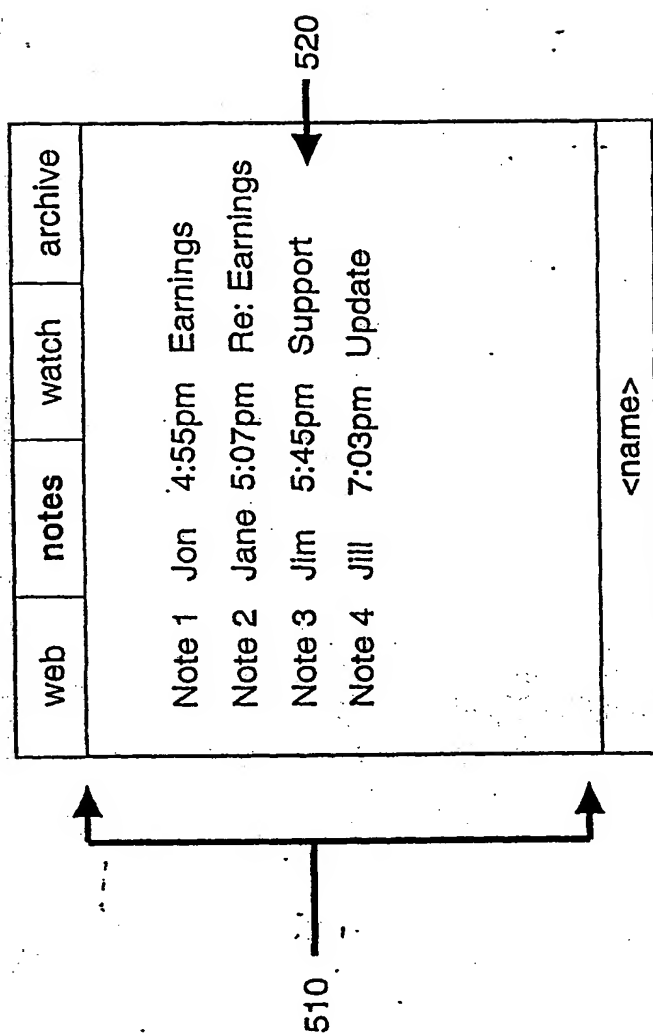 web notes watch archive
Note 1 Jon 4:55pm Earnings
Note 2 Jane 5:07pm Re: Earnings
Note 3 Jim 5:45pm Support
Note 4 Jill 7:03pm Update
<name>
510
520